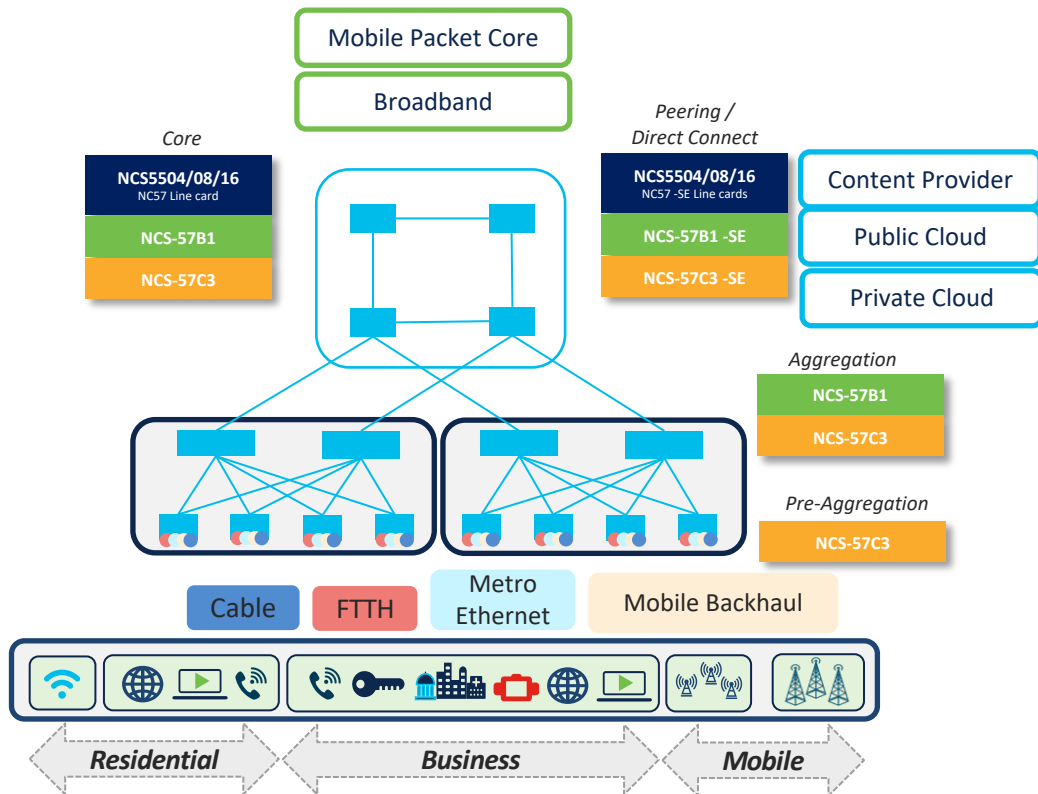 Mobile Packet Core
Broadband
Core
NCS5504/08/16
NC57 Line card
NCS-57B1
NCS-57C3
Peering /
Direct Connect
NCS5504/08/16
NC57 -SE Line cards
NCS-57B1 -SE
NCS-57C3 -SE
Content Provider
Public Cloud
Private Cloud
Aggregation
NCS-57B1
NCS-57C3
Pre-Aggregation
NCS-57C3
Cable
FTTH
Metro
Ethernet
Mobile Backhaul
Residential
Business
Mobile